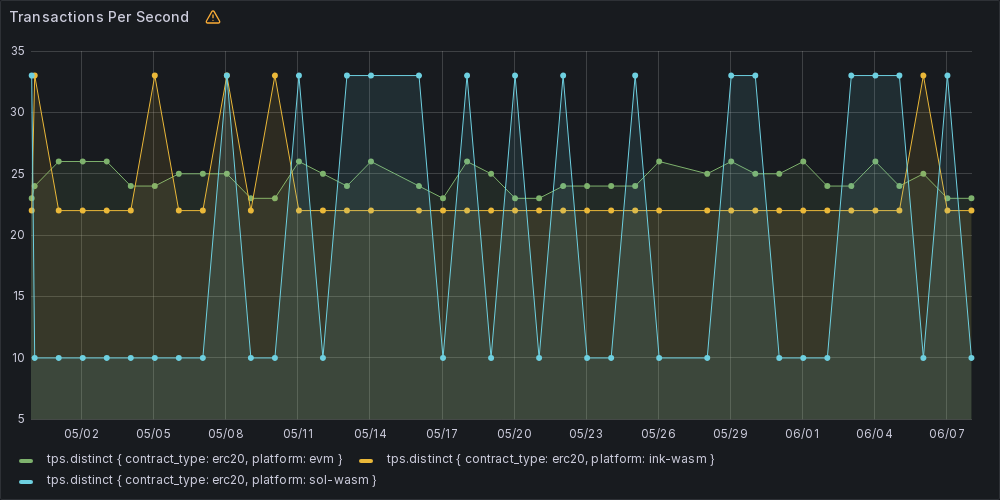 Transactions Per Second
35
30
25
20
15
10
5
05/02 05/05 05/08 05/11 05/14 05/17 05/20 05/23 05/26 05/29 06/01 06/04 06/07
tps.distinct { contract_type: erc20, platform: evm } tps.distinct { contract_type: erc20, platform: ink-wasm }
tps.distinct { contract_type: erc20, platform: sol-wasm }